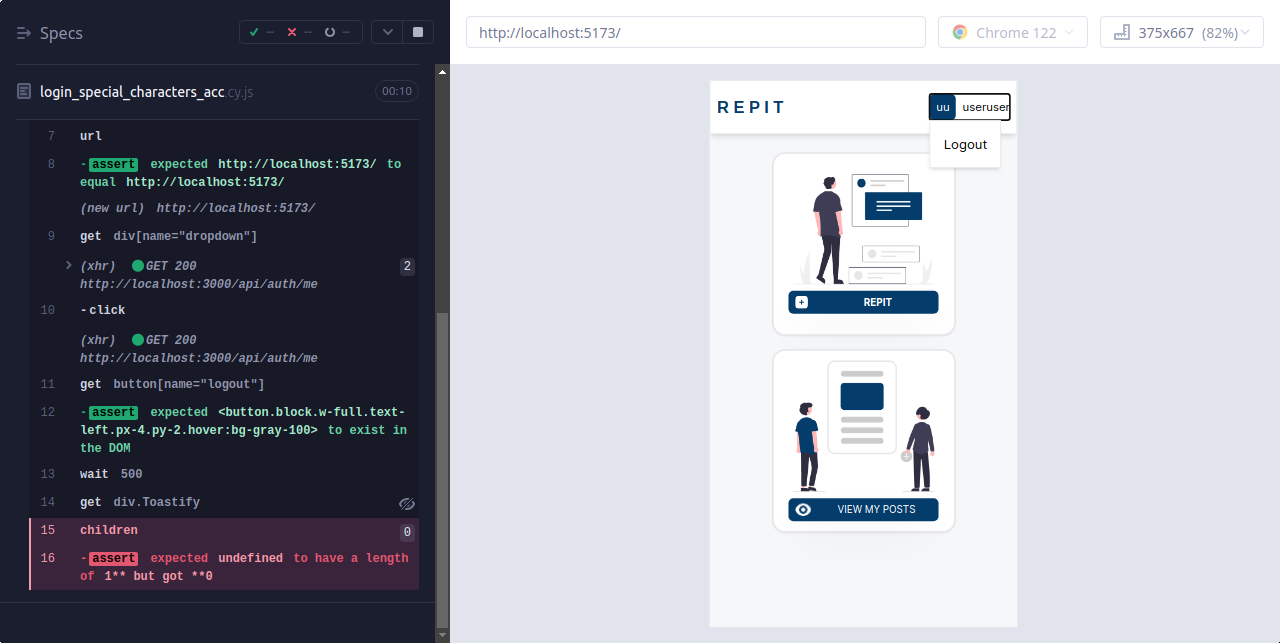 Specs
--
--
--
http://localhost:5173/
Chrome 122
375x667 (82%)
login_special_characters_acc.cy.js
00:10
7 url
8 -assert expected http://localhost:5173/ to
equal http://localhost:5173/
(new url) http://localhost:5173/
9 get div[name="dropdown"]
(xhr) GET 200 2
http://localhost:3000/api/auth/me
10 -click
(xhr) GET 200
http://localhost:3000/api/auth/me
11 get button[name="logout"]
12 -assert expected <button.block.w-full.text-
left.px-4.py-2.hover:bg-gray-100> to exist in
the DOM
13 wait 500
14 get div.Toastify
15 children 0
16 -assert expected undefined to have a length
of 1** but got **0
REPIT
uu useruser
Logout
REPIT
VIEW MY POSTS